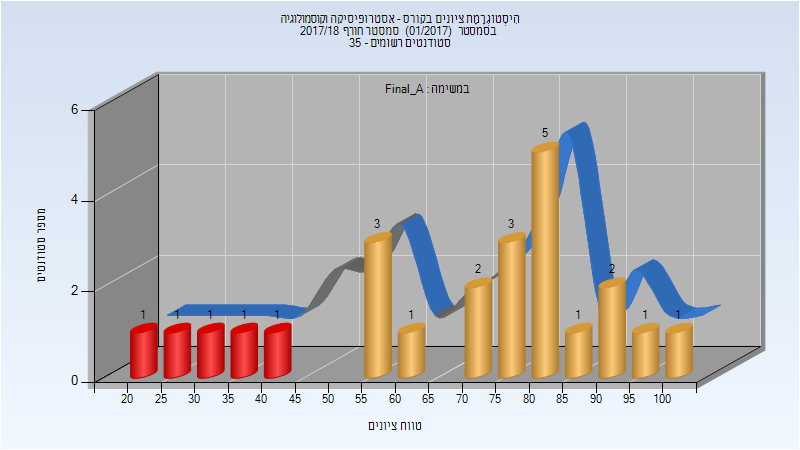 היסטוגרמת ציונים בקורס - אסטרופיסיקה וקוסמולוגיה
בסמסטר (01/2017) סמסטר חורף 2017/18
סטודנטים רשומים - 35
במשימה : Final_A
6
4
2
0
מספר סטודנטים
1 1 1 1 1 3 1 2 3 5 1 2 1 1
20 25 30 35 40 45 50 55 60 65 70 75 80 85 90 95 100
טווח ציונים